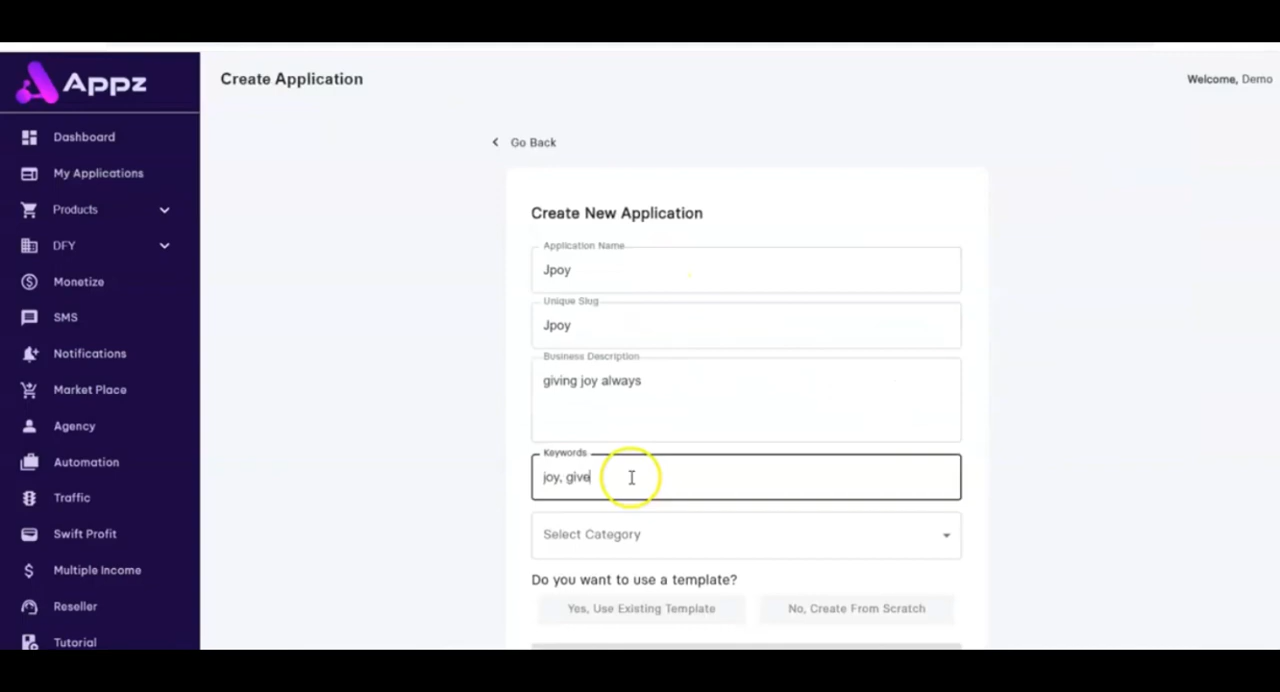 Appz
Create Application
Welcome, Demo
Dashboard
My Applications
Products
DFY
Monetize
SMS
Notifications
Market Place
Agency
Automation
Traffic
Swift Profit
Multiple Income
Reseller
Tutorial
Go Back
Create New Application
Application Name
Jpoy
Unique Slug
Jpoy
Business Description
giving joy always
Keywords
joy, give
Select Category
Do you want to use a template?
Yes, Use Existing Template
No, Create From Scratch